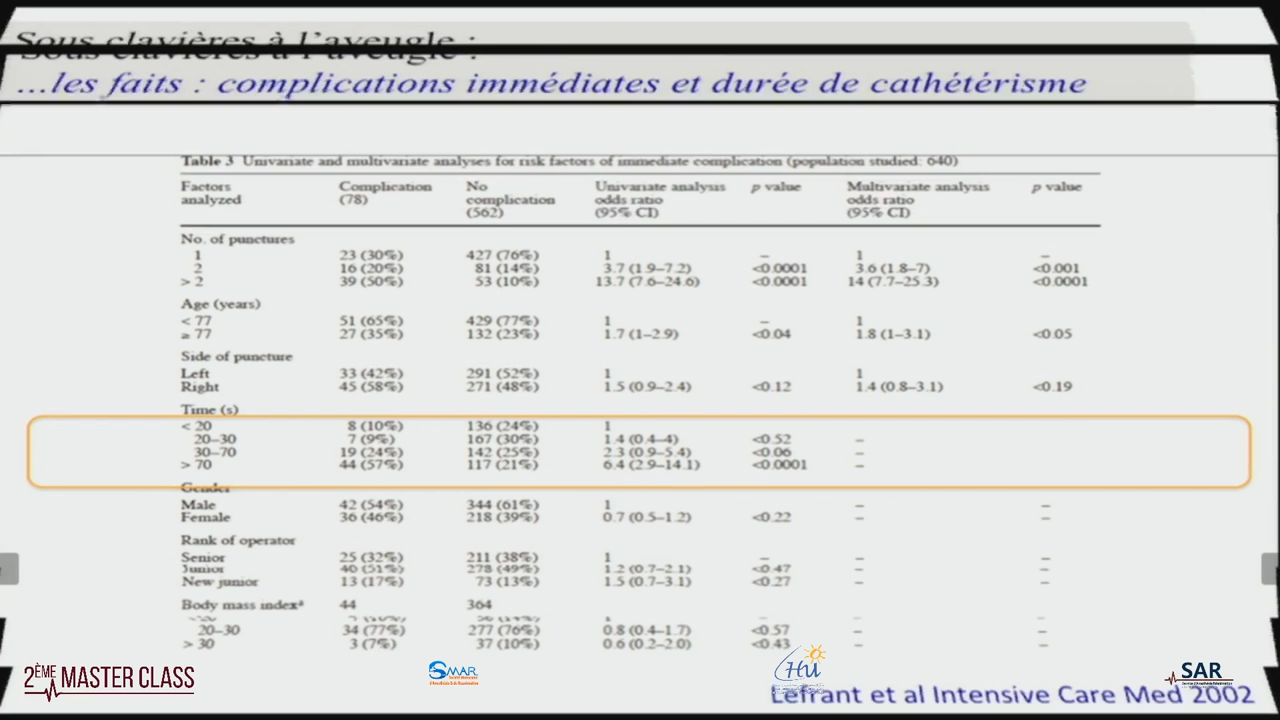 Sous clavières à l'aveugle :
...les faits : complications immédiates et durée de cathétérisme
Table 3 Univariate and multivariate analyses for risk factors of immediate complication (population studied: 640)
Factors analyzed Complication (78) No complication (562) Univariate analysis odds ratio (95% CI) p value Multivariate analysis odds ratio (95% CI) p value
No. of punctures
1 23 (30%) 427 (76%) 1 – 1 –
2 16 (20%) 81 (14%) 3.7 (1.9–7.2) <0.0001 3.6 (1.8–7) <0.001
> 2 39 (50%) 53 (10%) 13.7 (7.6–24.6) <0.0001 14 (7.7–25.3) <0.0001
Age (years)
< 77 51 (65%) 429 (77%) 1 – 1
≥ 77 27 (35%) 132 (23%) 1.7 (1–2.9) <0.04 1.8 (1–3.1) <0.05
Side of puncture
Left 33 (42%) 291 (52%) 1 1
Right 45 (58%) 271 (48%) 1.5 (0.9–2.4) <0.12 1.4 (0.8–3.1) <0.19
Time (s)
< 20 8 (10%) 136 (24%) 1
20–30 7 (9%) 167 (30%) 1.4 (0.4–4) <0.52 –
30–70 19 (24%) 142 (25%) 2.3 (0.9–5.4) <0.06 –
> 70 44 (57%) 117 (21%) 6.4 (2.9–14.1) <0.0001 –
Gender
Male 42 (54%) 344 (61%) 1 – –
Female 36 (46%) 218 (39%) 0.7 (0.5–1.2) <0.22 – –
Rank of operator
Senior 25 (32%) 211 (38%) 1 – – –
Junior 40 (51%) 278 (49%) 1.2 (0.7–2.1) <0.47 – –
New junior 13 (17%) 73 (13%) 1.5 (0.7–3.1) <0.27 – –
Body mass indexª 44 364
20–30 34 (77%) 277 (76%) 0.8 (0.4–1.7) <0.57 – –
> 30 3 (7%) 37 (10%) 0.6 (0.2–2.0) <0.43 – –
2ÈME MASTER CLASS
SMAR
CHU
SAR
Lefrant et al Intensive Care Med 2002